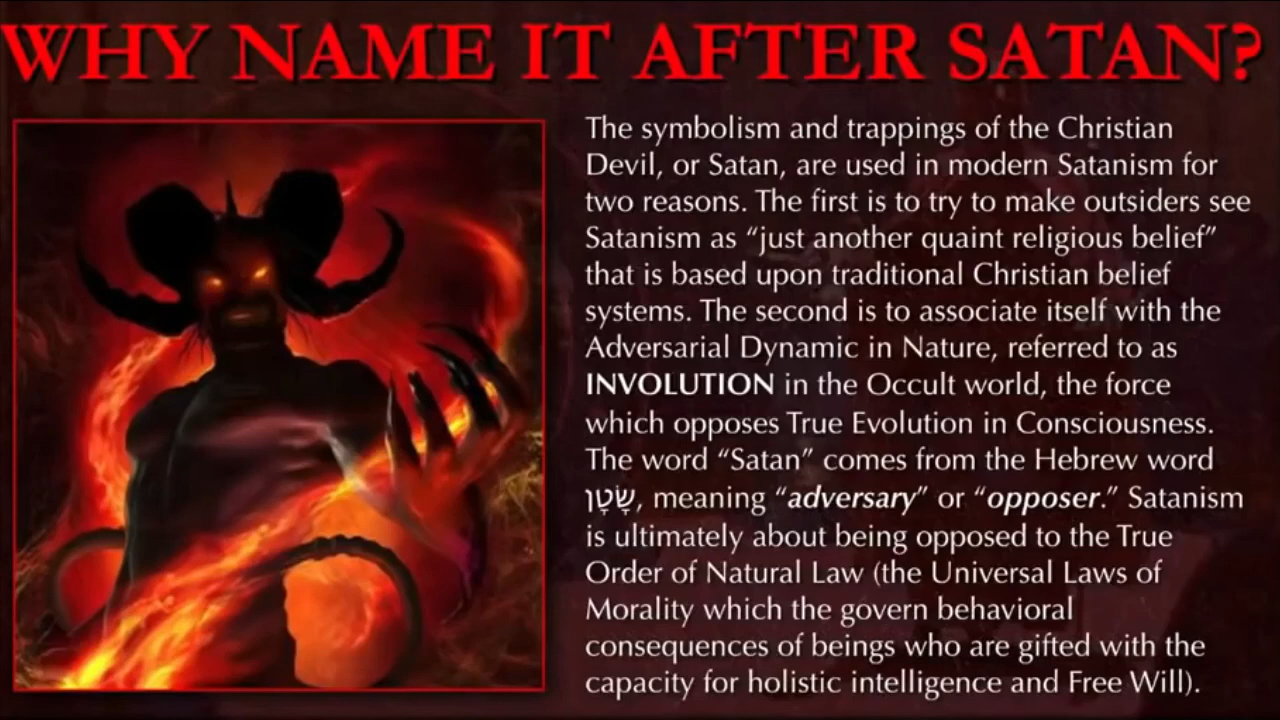 WHY NAME IT AFTER SATAN?
The symbolism and trappings of the Christian
Devil, or Satan, are used in modern Satanism for
two reasons. The first is to try to make outsiders see
Satanism as “just another quaint religious belief”
that is based upon traditional Christian belief
systems. The second is to associate itself with the
Adversarial Dynamic in Nature, referred to as
INVOLUTION in the Occult world, the force
which opposes True Evolution in Consciousness.
The word “Satan” comes from the Hebrew word
שָׂטָן, meaning “adversary” or “opposer.” Satanism
is ultimately about being opposed to the True
Order of Natural Law (the Universal Laws of
Morality which the govern behavioral
consequences of beings who are gifted with the
capacity for holistic intelligence and Free Will).